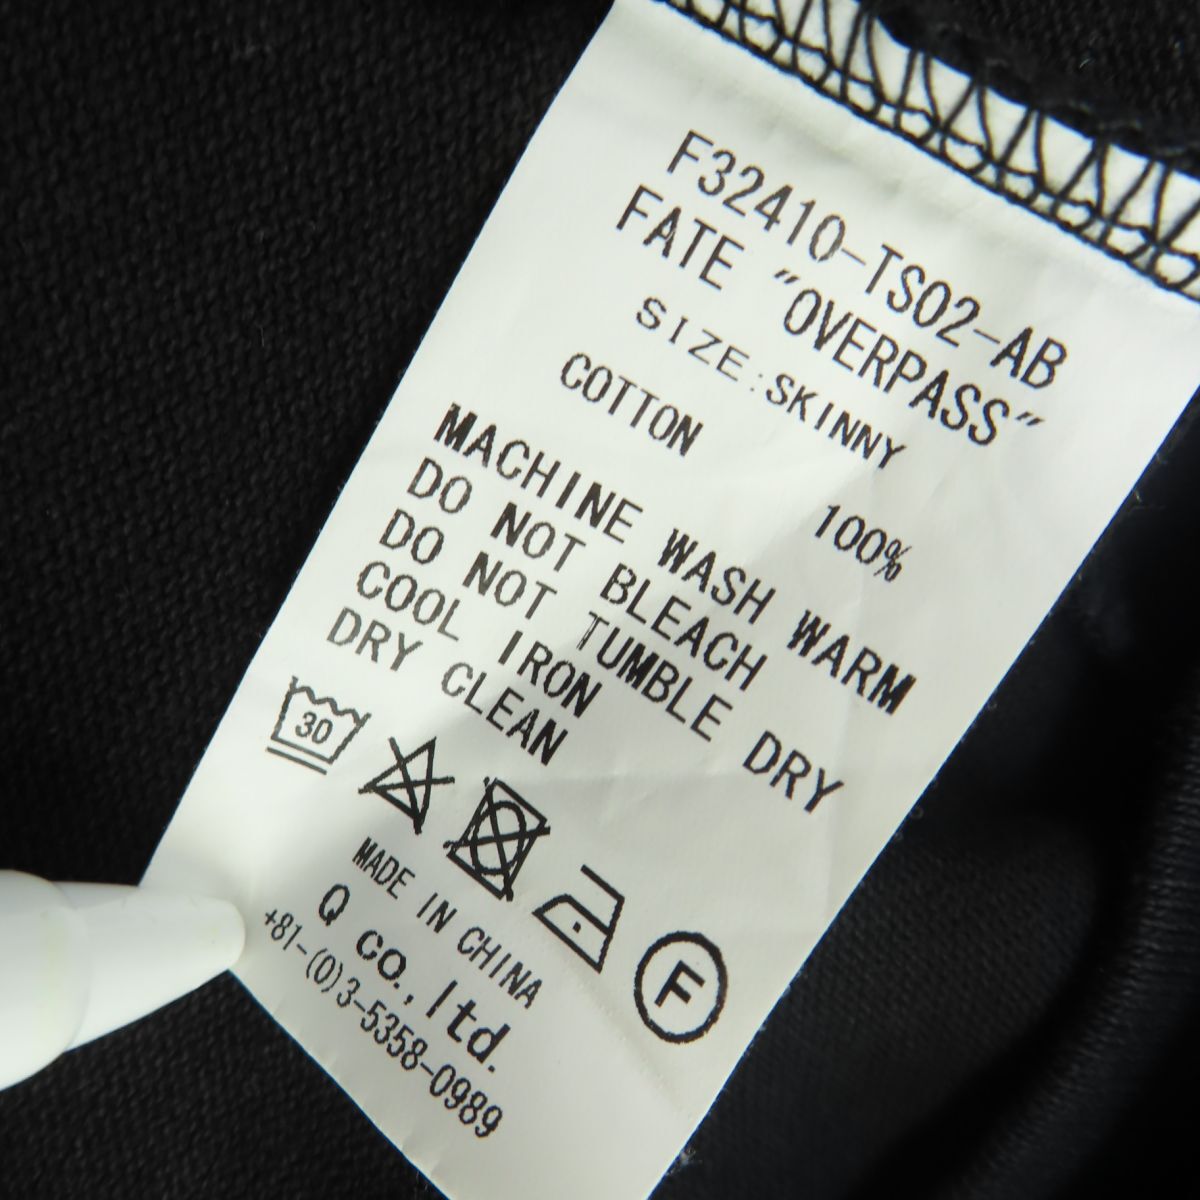 F32410-TS02-AB
FATE "OVERPASS"
SIZE:SKINNY
COTTON 100%
MACHINE WASH WARM
DO NOT BLEACH
DO NOT TUMBLE DRY
COOL IRON
DRY CLEAN
30
F
MADE IN CHINA
Q co., ltd.
+81-(0)3-5358-0989